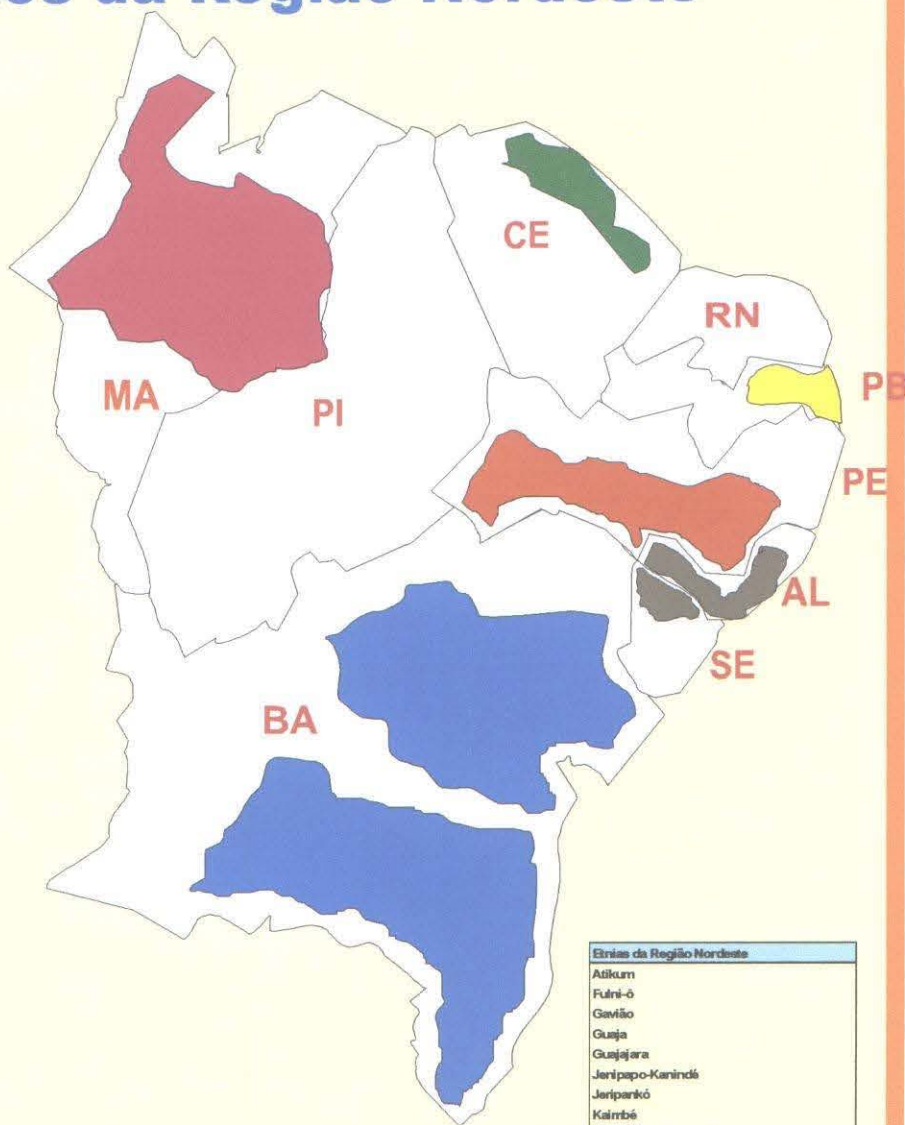 da Região Nordeste
CE
RN
MA
PI
PB
PE
AL
SE
BA
Etnias da Região Nordeste
Atikum
Fulni-ô
Gavião
Guaja
Guajajara
Jenipapo-Kanindé
Jeripankó
Kaimbé